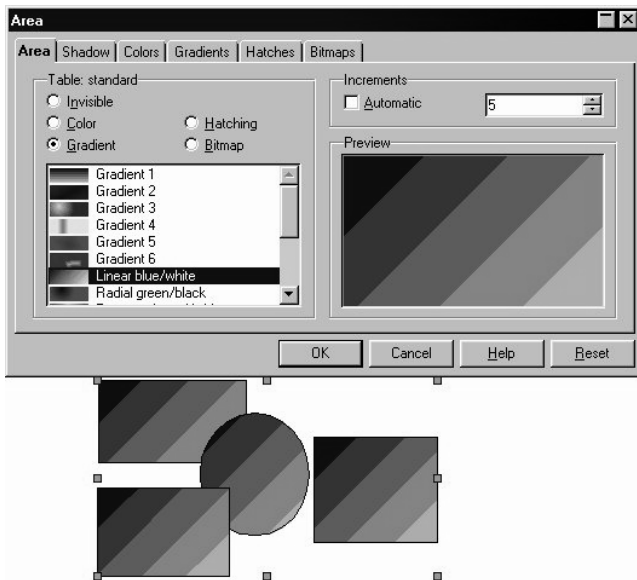 Area
Area Shadow Colors Gradients Hatches Bitmaps
Table: standard
Invisible
Color
Hatching
Gradient
Bitmap
Gradient 1
Gradient 2
Gradient 3
Gradient 4
Gradient 5
Gradient 6
Linear blue/white
Radial green/black
Increments
Automatic
5
Preview
OK Cancel Help Reset